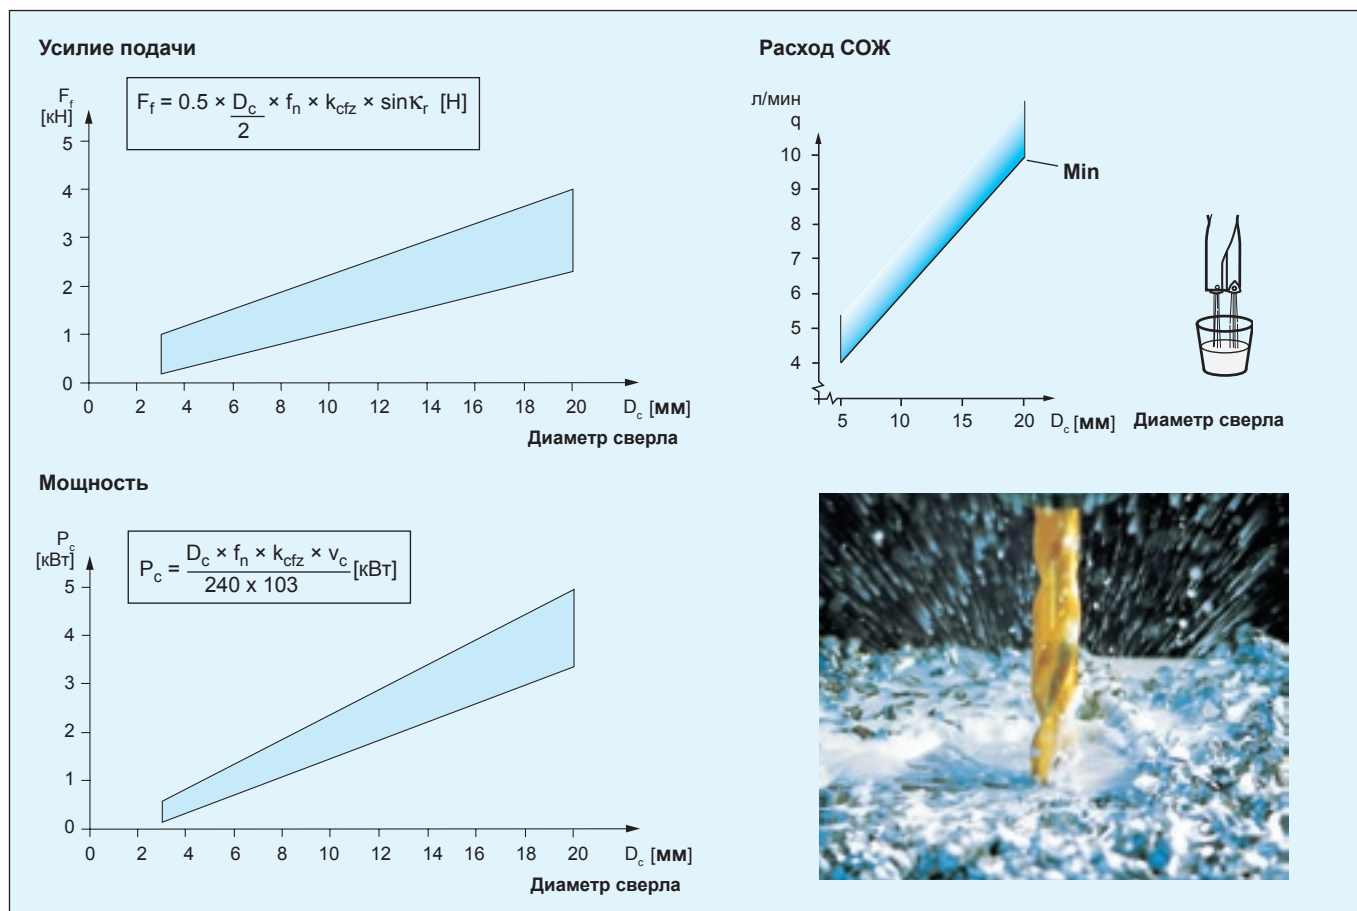 Усилие подачи
F_f
[кН]
F_f = 0.5 × D_c/2 × f_n × k_cfz × sinκ_r [Н]
5
4
3
2
1
0
0 2 4 6 8 10 12 14 16 18 20 D_c [мм]
Диаметр сверла
Расход СОЖ
л/мин
q
10
9
8
7
6
5
4
Min
5 10 15 20 D_c [мм] Диаметр сверла
Мощность
P_c
[кВт]
P_c = D_c × f_n × k_cfz × v_c / 240 x 103 [кВт]
5
4
3
2
1
0
0 2 4 6 8 10 12 14 16 18 20 D_c [мм]
Диаметр сверла